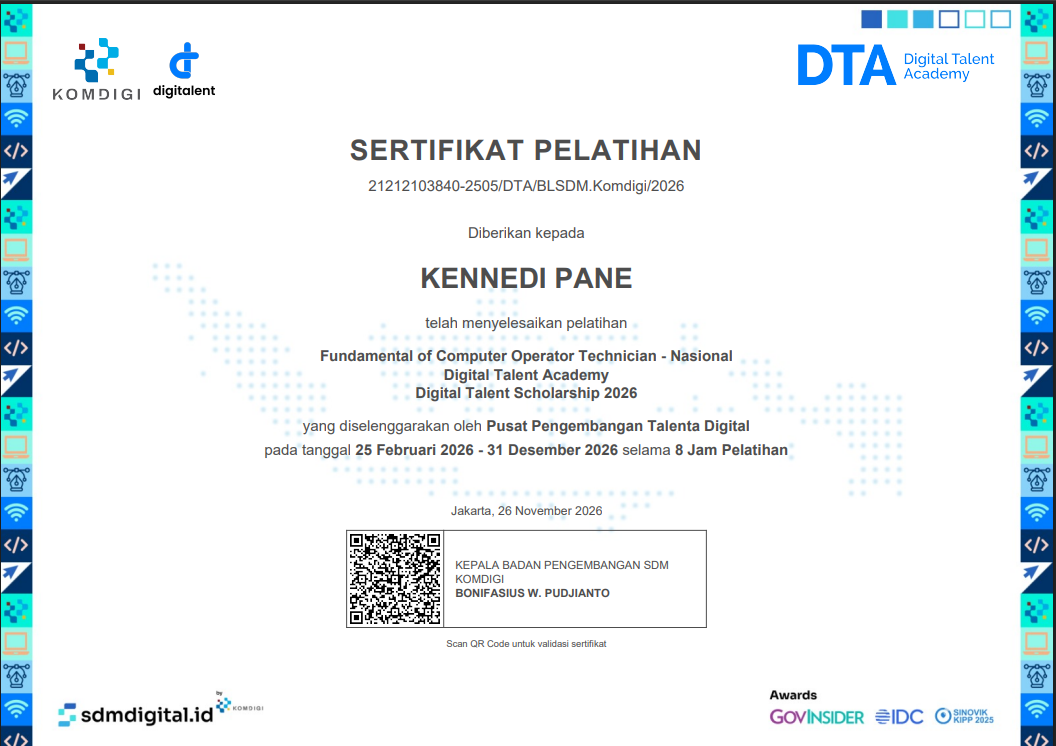 KOMDIGI
digitalent
DTA Digital Talent Academy
SERTIFIKAT PELATIHAN
21212103840-2505/DTA/BLSDM.Komdigi/2026
Diberikan kepada
KENNEDI PANE
telah menyelesaikan pelatihan
Fundamental of Computer Operator Technician - Nasional
Digital Talent Academy
Digital Talent Scholarship 2026
yang diselenggarakan oleh Pusat Pengembangan Talenta Digital
pada tanggal 25 Februari 2026 - 31 Desember 2026 selama 8 Jam Pelatihan
Jakarta, 26 November 2026
KEPALA BADAN PENGEMBANGAN SDM
KOMDIGI
BONIFASIUS W. PUDJIANTO
Scan QR Code untuk validasi sertifikat
sdmdigital.id by KOMDIGI
Awards
GOVINSIDER IDC SINOVIK KIPP 2025